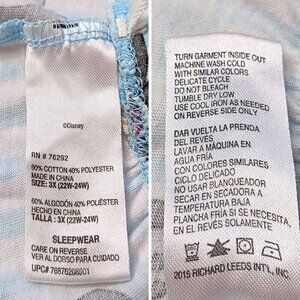 ©Disney
RN # 76292
60% COTTON 40% POLYESTER
MADE IN CHINA
SIZE: 3X (22W-24W)
60% ALGODÓN 40% POLIÉSTER
HECHO EN CHINA
TALLA : 3X (22W-24W)
SLEEPWEAR
CARE ON REVERSE
VER AL DORSO PARA CUIDADO
UPC# 76876206901
TURN GARMENT INSIDE OUT
MACHINE WASH COLD
WITH SIMILAR COLORS
DELICATE CYCLE
DO NOT BLEACH
TUMBLE DRY LOW
USE COOL IRON AS NEEDED
ON REVERSE ONLY
DAR VUELTA LA PRENDA
DEL REVÉS
LAVAR A MÁQUINA EN
AGUA FRÍA
CON COLORES SIMILARES
CICLO DELICADO
NO USAR BLANQUEADOR
SECAR EN SECADORA A
TEMPERATURA BAJA
PLANCHA FRÍA SI SE NECESITA,
EN EL REVÉS SOLAMENTE
2015 RICHARD LEEDS INT'L., INC.